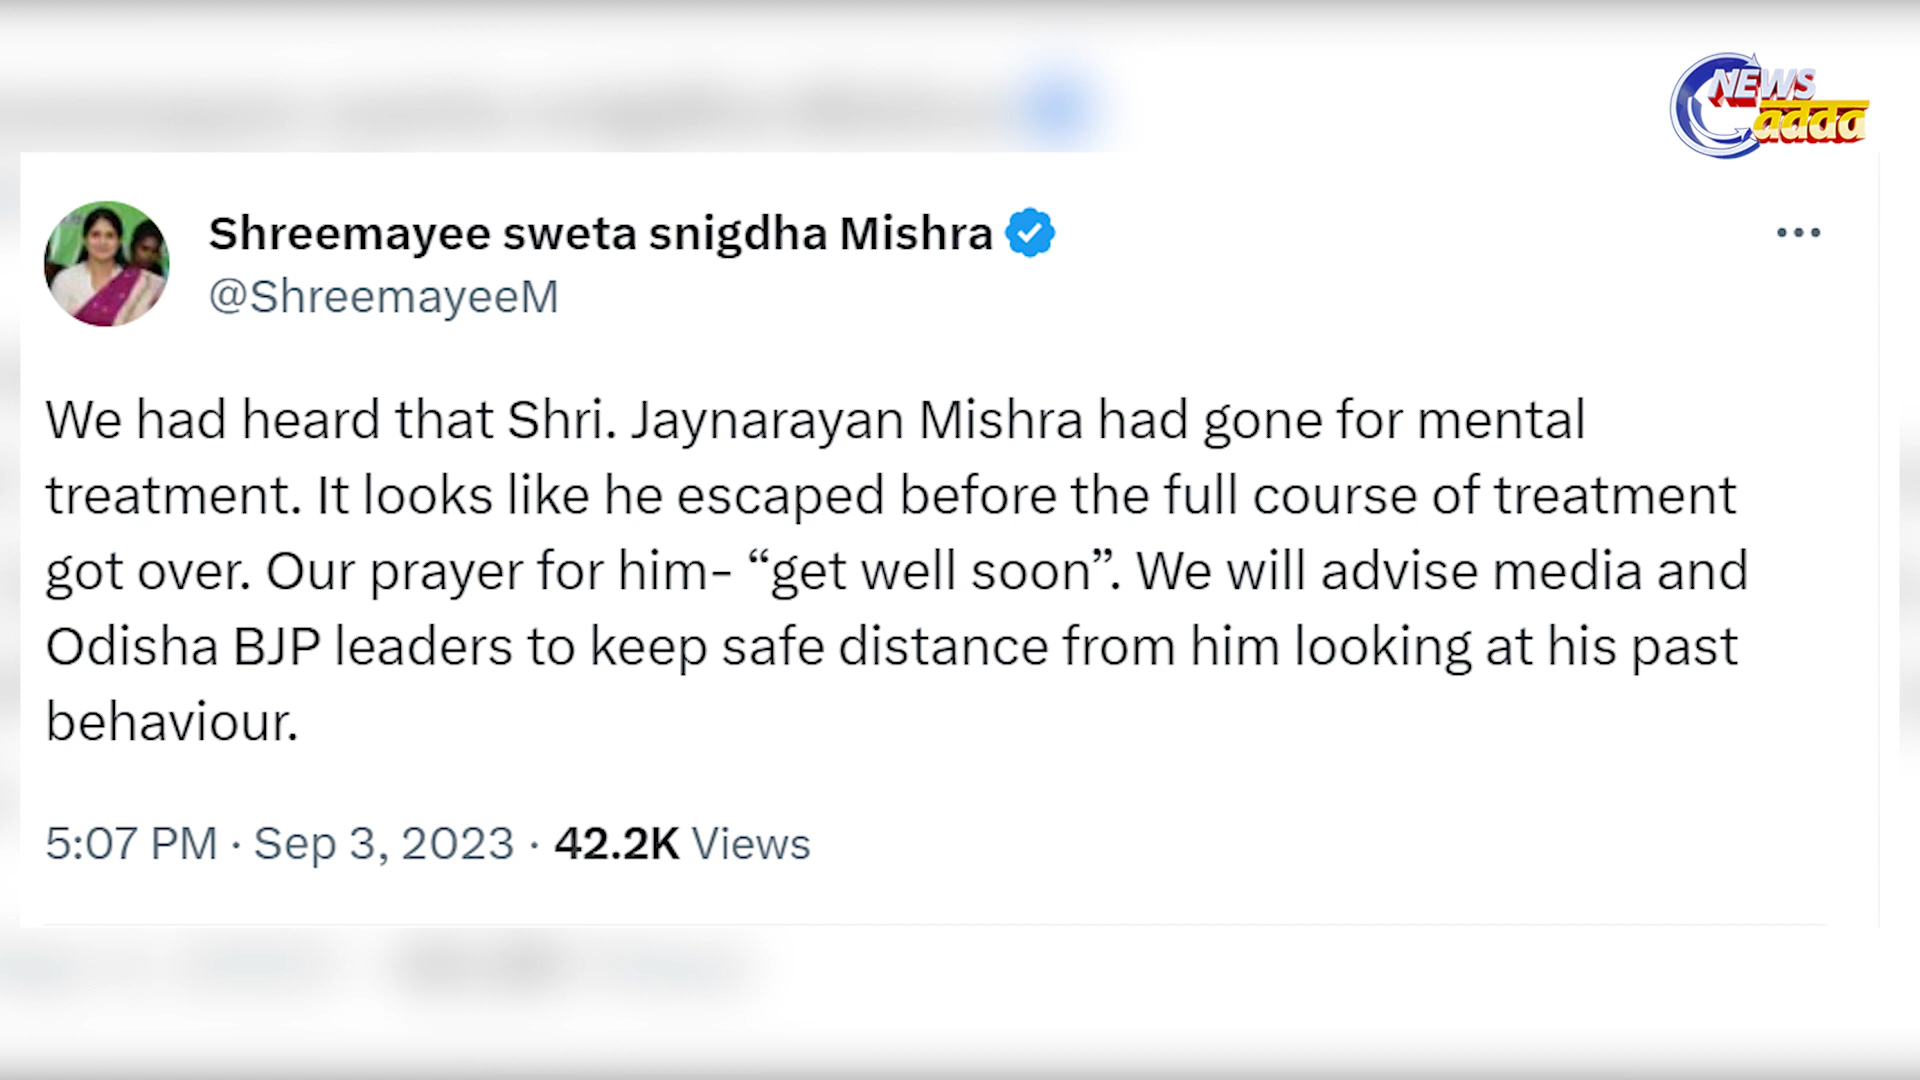 NEWS
adda
Shreemayee sweta snigdha Mishra
@ShreemayeeM
We had heard that Shri. Jaynarayan Mishra had gone for mental
treatment. It looks like he escaped before the full course of treatment
got over. Our prayer for him- “get well soon”. We will advise media and
Odisha BJP leaders to keep safe distance from him looking at his past
behaviour.
5:07 PM · Sep 3, 2023 · 42.2K Views